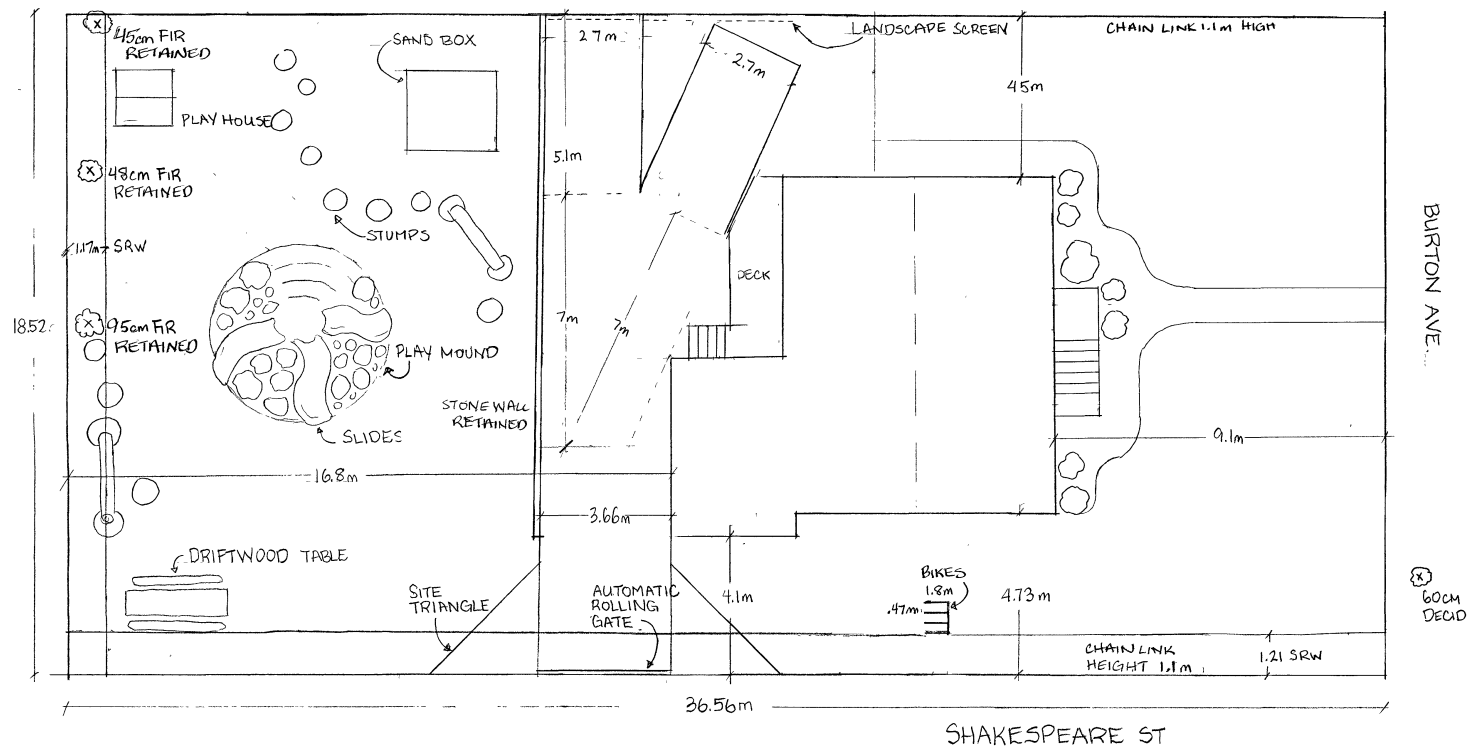 45cm FIR
RETAINED
SAND BOX
27m
LANDSCAPE SCREEN
CHAIN LINK 1.1m HIGH
2.7m
45m
PLAY HOUSE
5.1m
48cm FIR
RETAINED
STUMPS
1.17m SRW
DECK
BURTON AVE.
18.52
95cm FIR
RETAINED
7m
7m
PLAY MOUND
STONE WALL
RETAINED
SLIDES
9.1m
16.8m
3.66m
DRIFTWOOD TABLE
SITE
TRIANGLE
AUTOMATIC
ROLLING
GATE
4.1m
BIKES
1.8m
.47m
4.73m
60CM
DECID
CHAIN LINK
HEIGHT 1.1m
1.21 SRW
36.56m
SHAKESPEARE ST